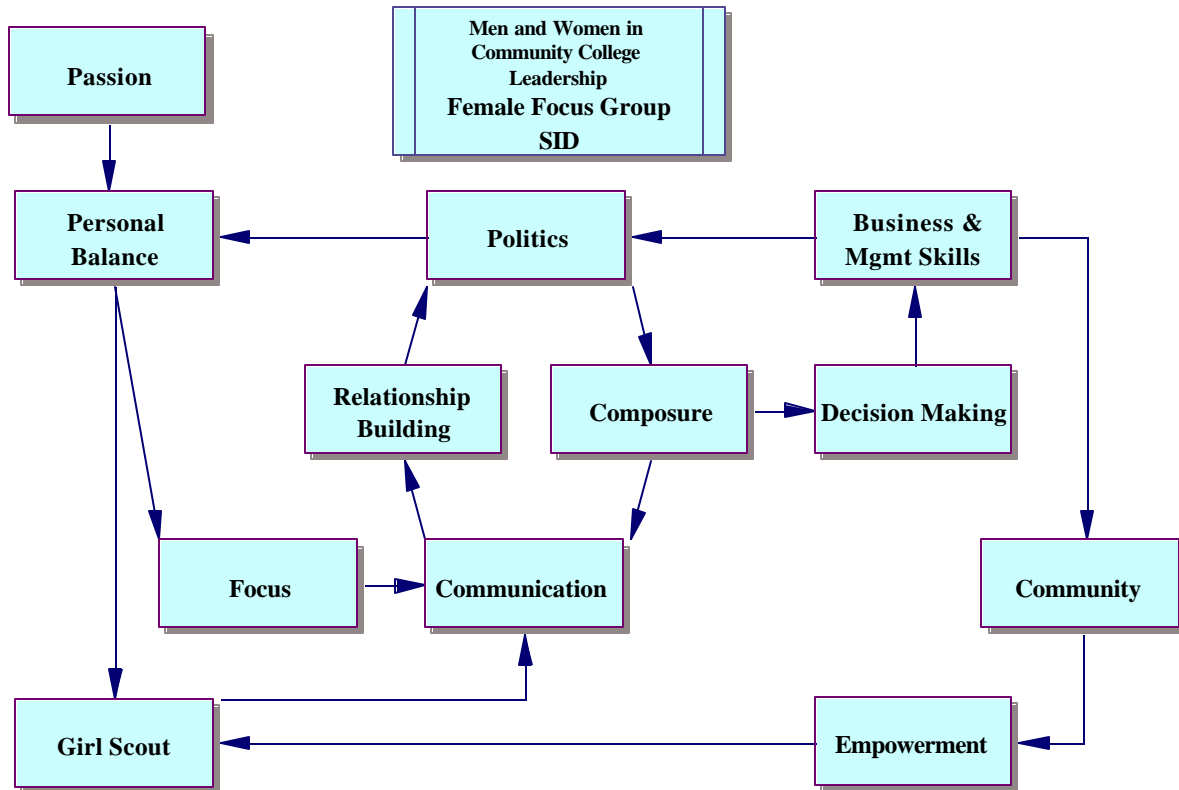 Men and Women in
Community College
Leadership
Female Focus Group
SID
Passion
Personal
Balance
Politics
Business &
Mgmt Skills
Relationship
Building
Composure
Decision Making
Focus
Communication
Community
Girl Scout
Empowerment